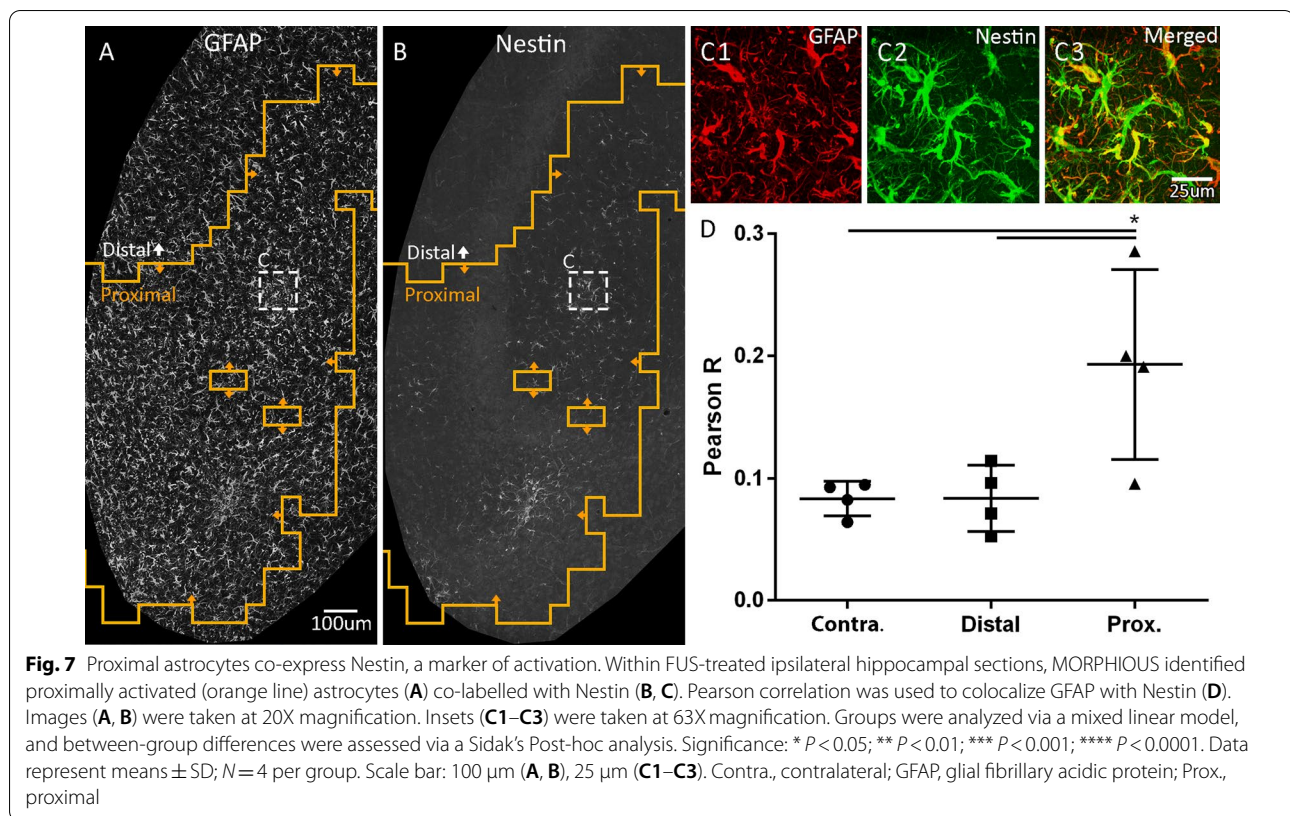 A
GFAP
Distal
Proximal
C
100um
B
Nestin
Distal
Proximal
C
C1
GFAP
C2
Nestin
C3
Merged
25um
D
*
0.3
0.2
0.1
0.0
Pearson R
Contra.
Distal
Prox.
Fig. 7 Proximal astrocytes co-express Nestin, a marker of activation. Within FUS-treated ipsilateral hippocampal sections, MORPHIOUS identified
proximally activated (orange line) astrocytes (A) co-labelled with Nestin (B, C). Pearson correlation was used to colocalize GFAP with Nestin (D).
Images (A, B) were taken at 20X magnification. Insets (C1–C3) were taken at 63X magnification. Groups were analyzed via a mixed linear model,
and between-group differences were assessed via a Sidak's Post-hoc analysis. Significance: * P < 0.05; ** P < 0.01; *** P < 0.001; **** P < 0.0001. Data
represent means ± SD; N = 4 per group. Scale bar: 100 µm (A, B), 25 µm (C1–C3). Contra., contralateral; GFAP, glial fibrillary acidic protein; Prox.,
proximal